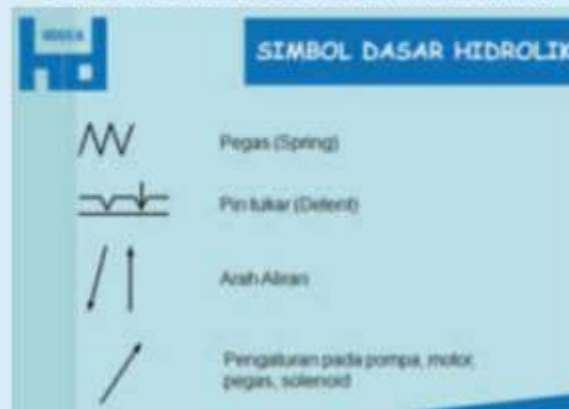 SIMBOL DASAR HIDROLIK
Pegas (Spring)
Pin tukar (Detent)
Arah Aliran
Pengaturan pada pompa, motor,
pegas, solenoid